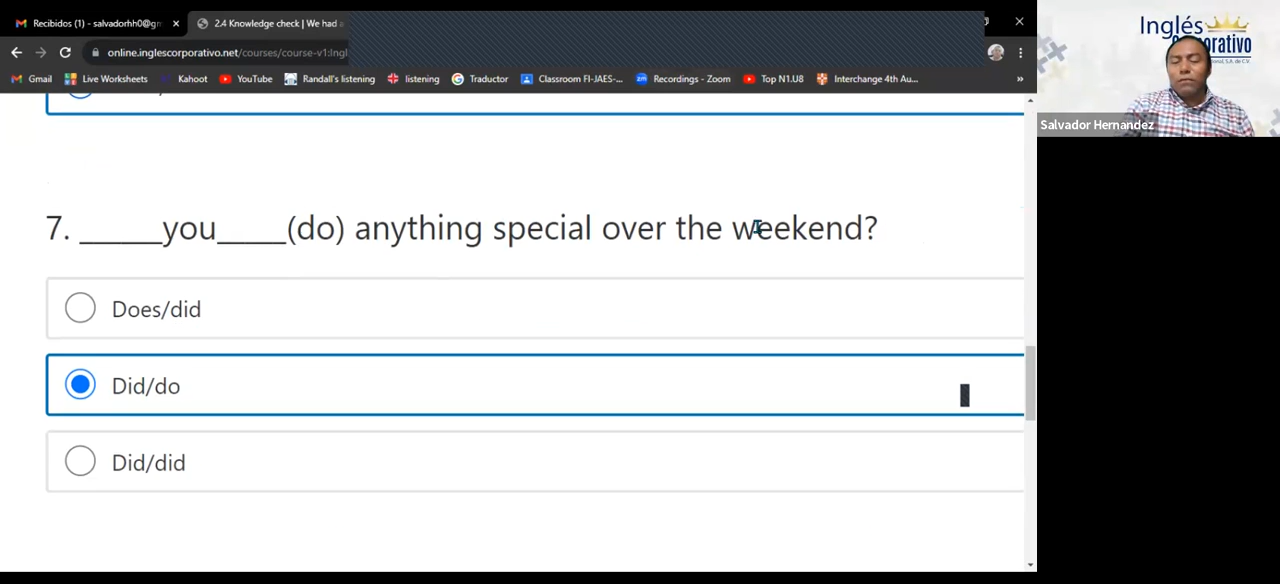 Recibidos (1) - salvadorhh0@gm
2.4 Knowledge check | We had a
online.inglescorporativo.net/courses/course-v1:Ingl
Gmail
Live Worksheets
Kahoot
YouTube
Randall's listening
listening
Traductor
Classroom FI-JAES-...
Recordings - Zoom
Top N1.U8
Interchange 4th Au...
Inglés
Salvador Hernandez
7. ______you_____(do) anything special over the weekend?
Does/did
Did/do
Did/did